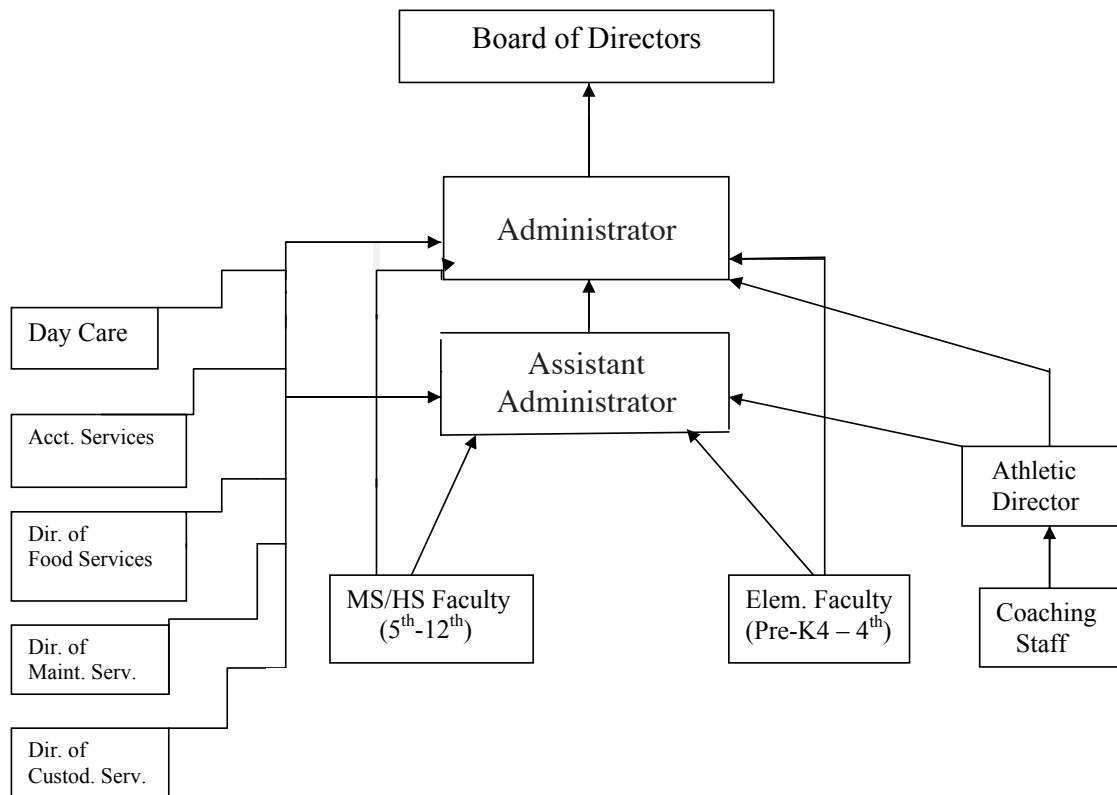 Board of Directors
Administrator
Assistant
Administrator
Day Care
Acct. Services
Dir. of
Food Services
Dir. of
Maint. Serv.
Dir. of
Custod. Serv.
MS/HS Faculty
(5th-12th)
Elem. Faculty
(Pre-K4 – 4th)
Athletic
Director
Coaching
Staff